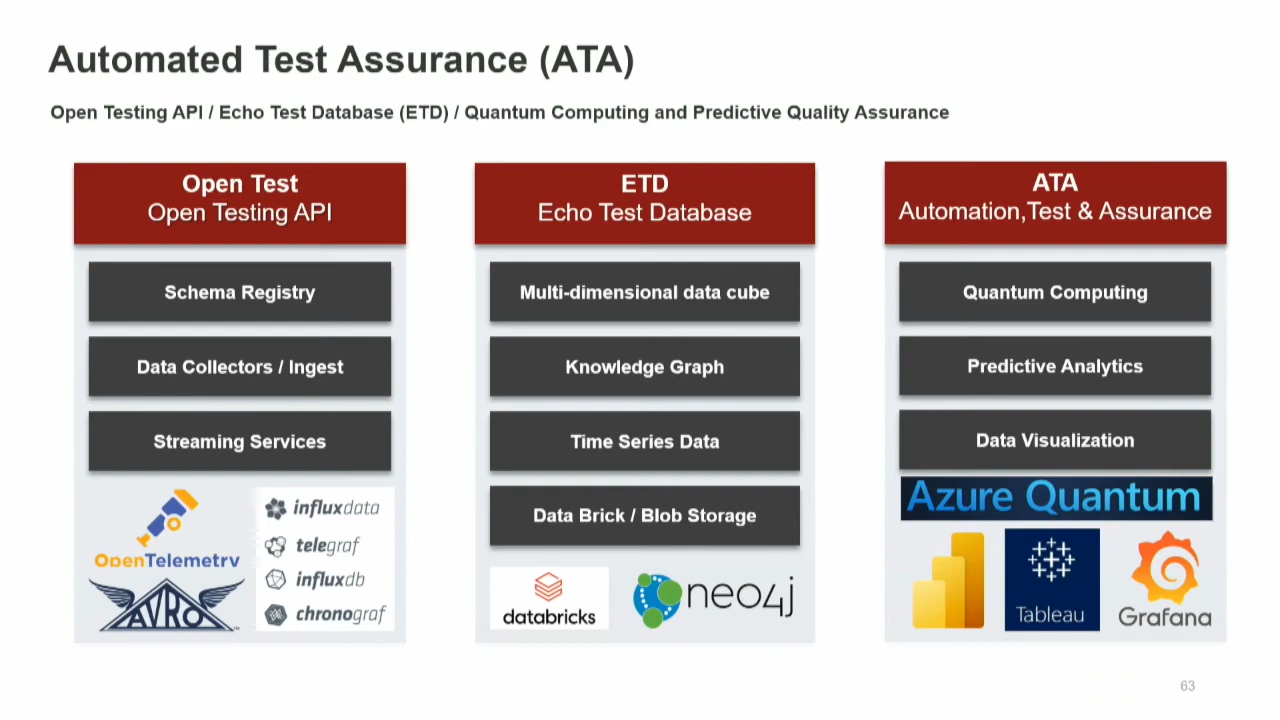 Automated Test Assurance (ATA)
Open Testing API / Echo Test Database (ETD) / Quantum Computing and Predictive Quality Assurance
Open Test
Open Testing API
Schema Registry
Data Collectors / Ingest
Streaming Services
OpenTelemetry
AVRO
TM
influxdata
telegraf
influxdb
chronograf
ETD
Echo Test Database
Multi-dimensional data cube
Knowledge Graph
Time Series Data
Data Brick / Blob Storage
databricks
neo4j
ATA
Automation,Test & Assurance
Quantum Computing
Predictive Analytics
Data Visualization
Azure Quantum
Tableau
Grafana
63